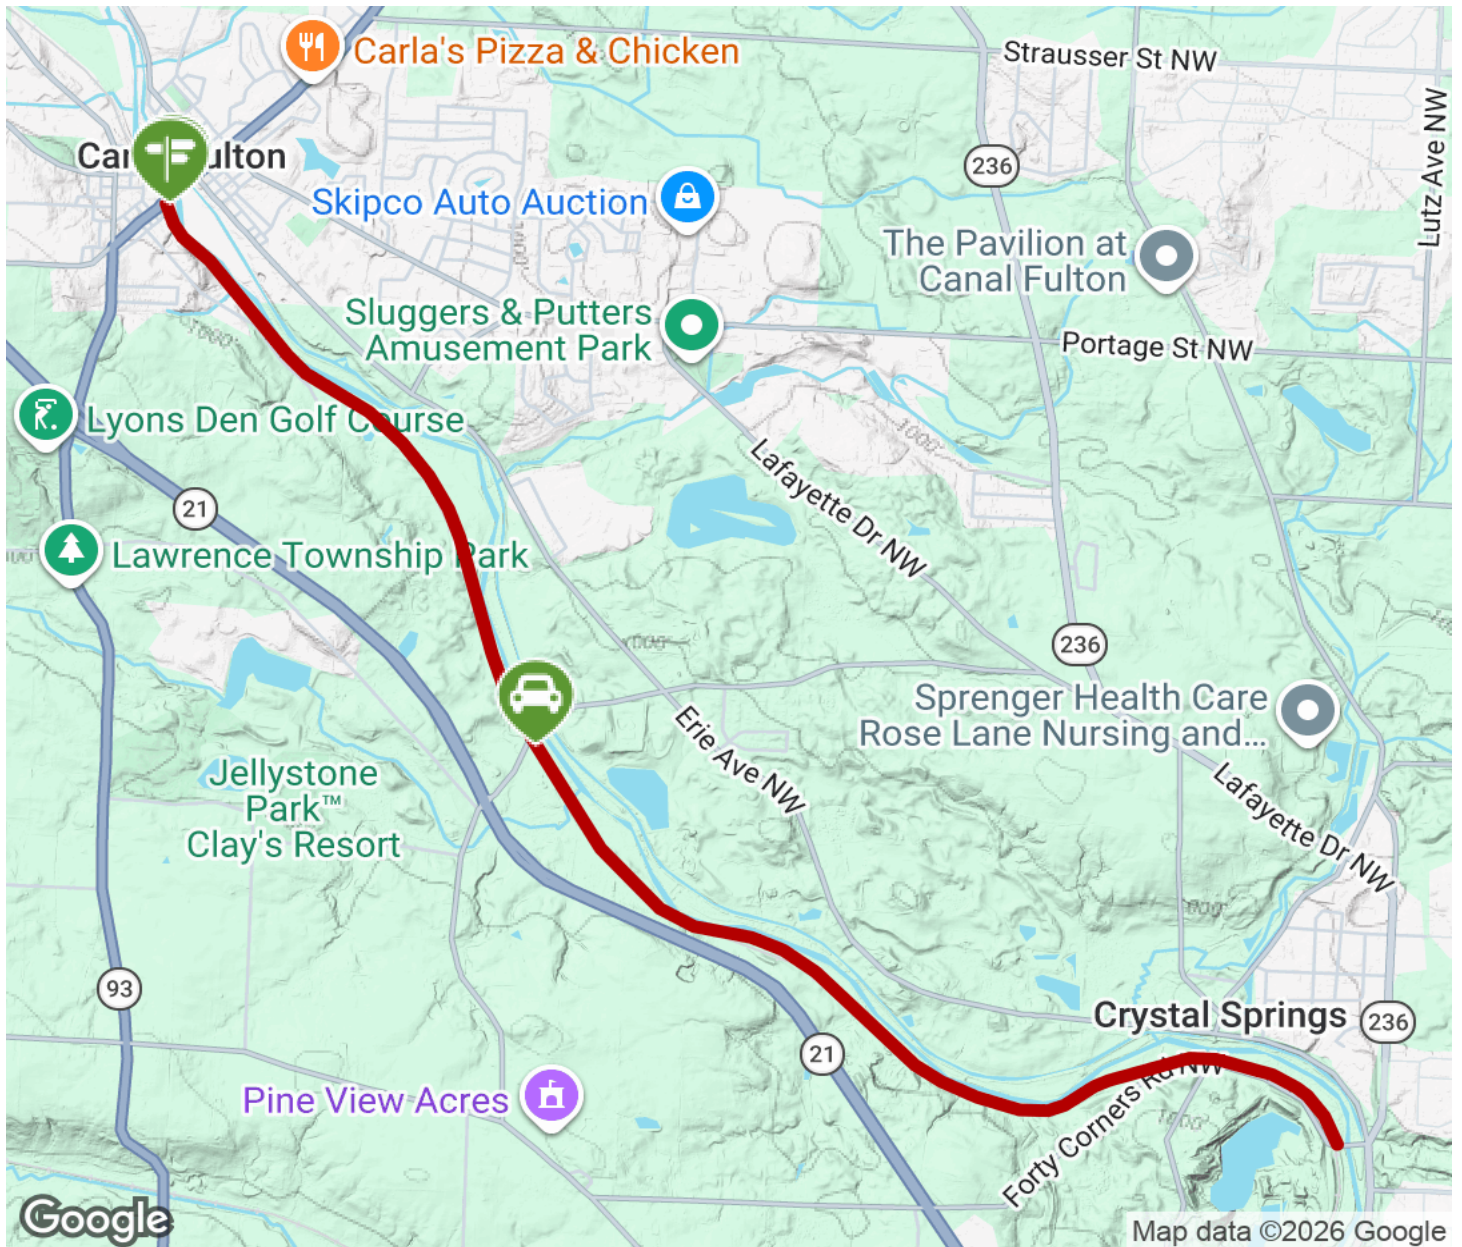 Carla's Pizza & Chicken
Strausser St NW
Lutz Ave NW
236
Skipco Auto Auction
The Pavilion at
Canal Fulton
Sluggers & Putters
Amusement Park
Portage St NW
Lyons Den Golf Course
1000'
Lafayette Dr NW
21
Lawrence Township Park
236
Sprenger Health Care
Rose Lane Nursing and...
Erie Ave NW
Jellystone
Park™
Clay's Resort
Lafayette Dr NW
93
Crystal Springs
236
21
Forty Corners Rd NW
Pine View Acres
Google
Map data ©2026 Google